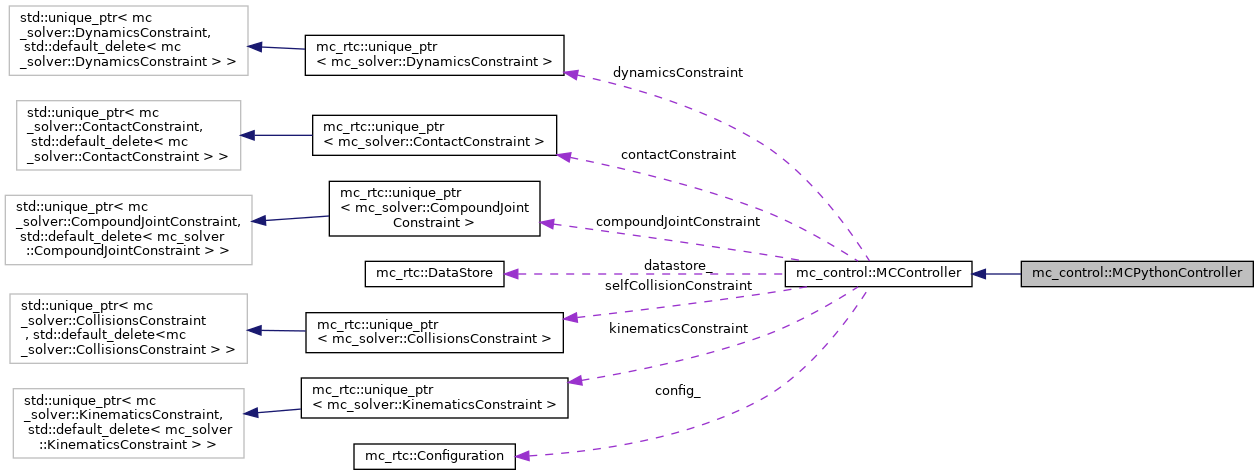 std::unique_ptr< mc
_solver::DynamicsConstraint,
std::default_delete< mc
_solver::DynamicsConstraint > >
mc_rtc::unique_ptr
< mc_solver::DynamicsConstraint >
dynamicsConstraint
std::unique_ptr< mc
_solver::ContactConstraint,
std::default_delete< mc
_solver::ContactConstraint > >
mc_rtc::unique_ptr
< mc_solver::ContactConstraint >
contactConstraint
std::unique_ptr< mc
_solver::CompoundJointConstraint,
std::default_delete< mc_solver
::CompoundJointConstraint > >
mc_rtc::unique_ptr
< mc_solver::CompoundJoint
Constraint >
compoundJointConstraint
mc_rtc::DataStore
datastore_
mc_control::MCController
mc_control::MCPythonController
std::unique_ptr< mc
_solver::CollisionsConstraint
, std::default_delete<mc
_solver::CollisionsConstraint > >
mc_rtc::unique_ptr
< mc_solver::CollisionsConstraint >
selfCollisionConstraint
std::unique_ptr< mc
_solver::KinematicsConstraint,
std::default_delete< mc_solver
::KinematicsConstraint > >
mc_rtc::unique_ptr
< mc_solver::KinematicsConstraint >
kinematicsConstraint
mc_rtc::Configuration
config_